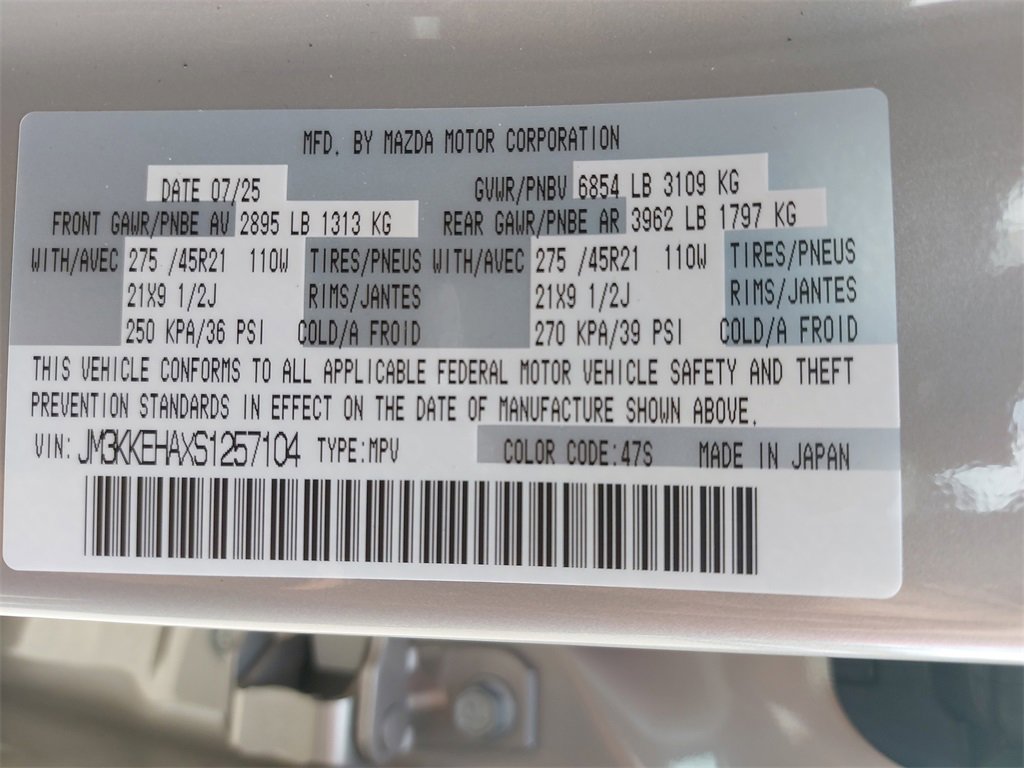 MFD. BY MAZDA MOTOR CORPORATION
DATE 07/25 GVWR/PNBV 6854 LB 3109 KG
FRONT GAWR/PNBE AV 2895 LB 1313 KG REAR GAWR/PNBE AR 3962 LB 1797 KG
WITH/AVEC 275 /45R21 110W TIRES/PNEUS WITH/AVEC 275 /45R21 110W TIRES/PNEUS
21X9 1/2J RIMS/JANTES 21X9 1/2J RIMS/JANTES
250 KPA/36 PSI COLD/A FROID 270 KPA/39 PSI COLD/A FROID
THIS VEHICLE CONFORMS TO ALL APPLICABLE FEDERAL MOTOR VEHICLE SAFETY AND THEFT
PREVENTION STANDARDS IN EFFECT ON THE DATE OF MANUFACTURE SHOWN ABOVE.
VIN: JM3KKEHAXS1257104 TYPE:MPV COLOR CODE:47S MADE IN JAPAN